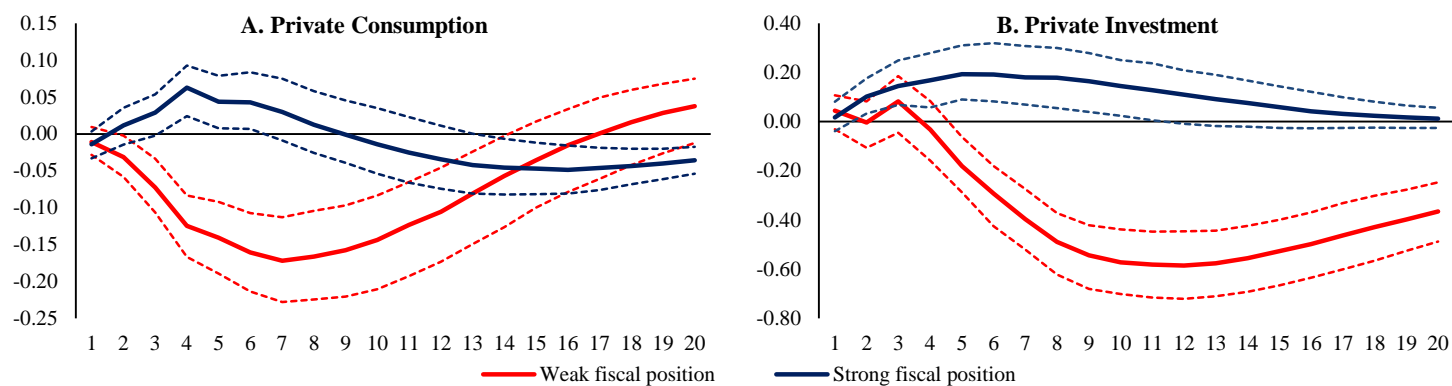 A. Private Consumption
0.15
0.10
0.05
0.00
-0.05
-0.10
-0.15
-0.20
-0.25
1 2 3 4 5 6 7 8 9 10 11 12 13 14 15 16 17 18 19 20
B. Private Investment
0.40
0.20
0.00
-0.20
-0.40
-0.60
-0.80
1 2 3 4 5 6 7 8 9 10 11 12 13 14 15 16 17 18 19 20
Weak fiscal position
Strong fiscal position